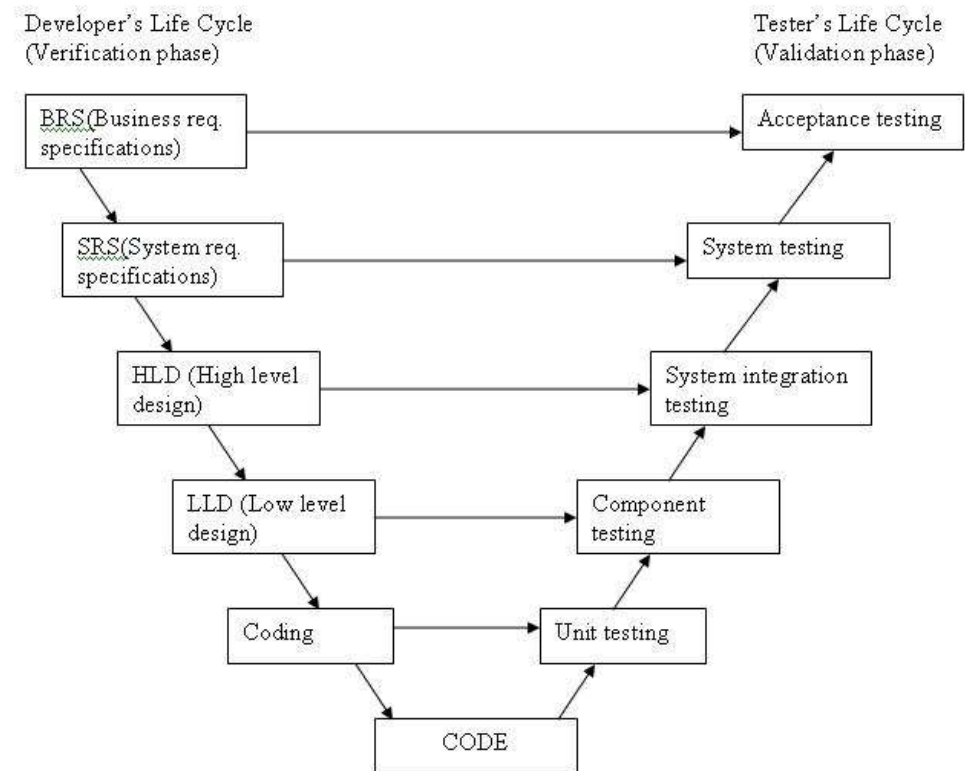 Developer's Life Cycle
(Verification phase)
Tester's Life Cycle
(Validation phase)
BRS(Business req.
specifications)
Acceptance testing
SRS(System req.
specifications)
System testing
HLD (High level
design)
System integration
testing
LLD (Low level
design)
Component
testing
Coding
Unit testing
CODE